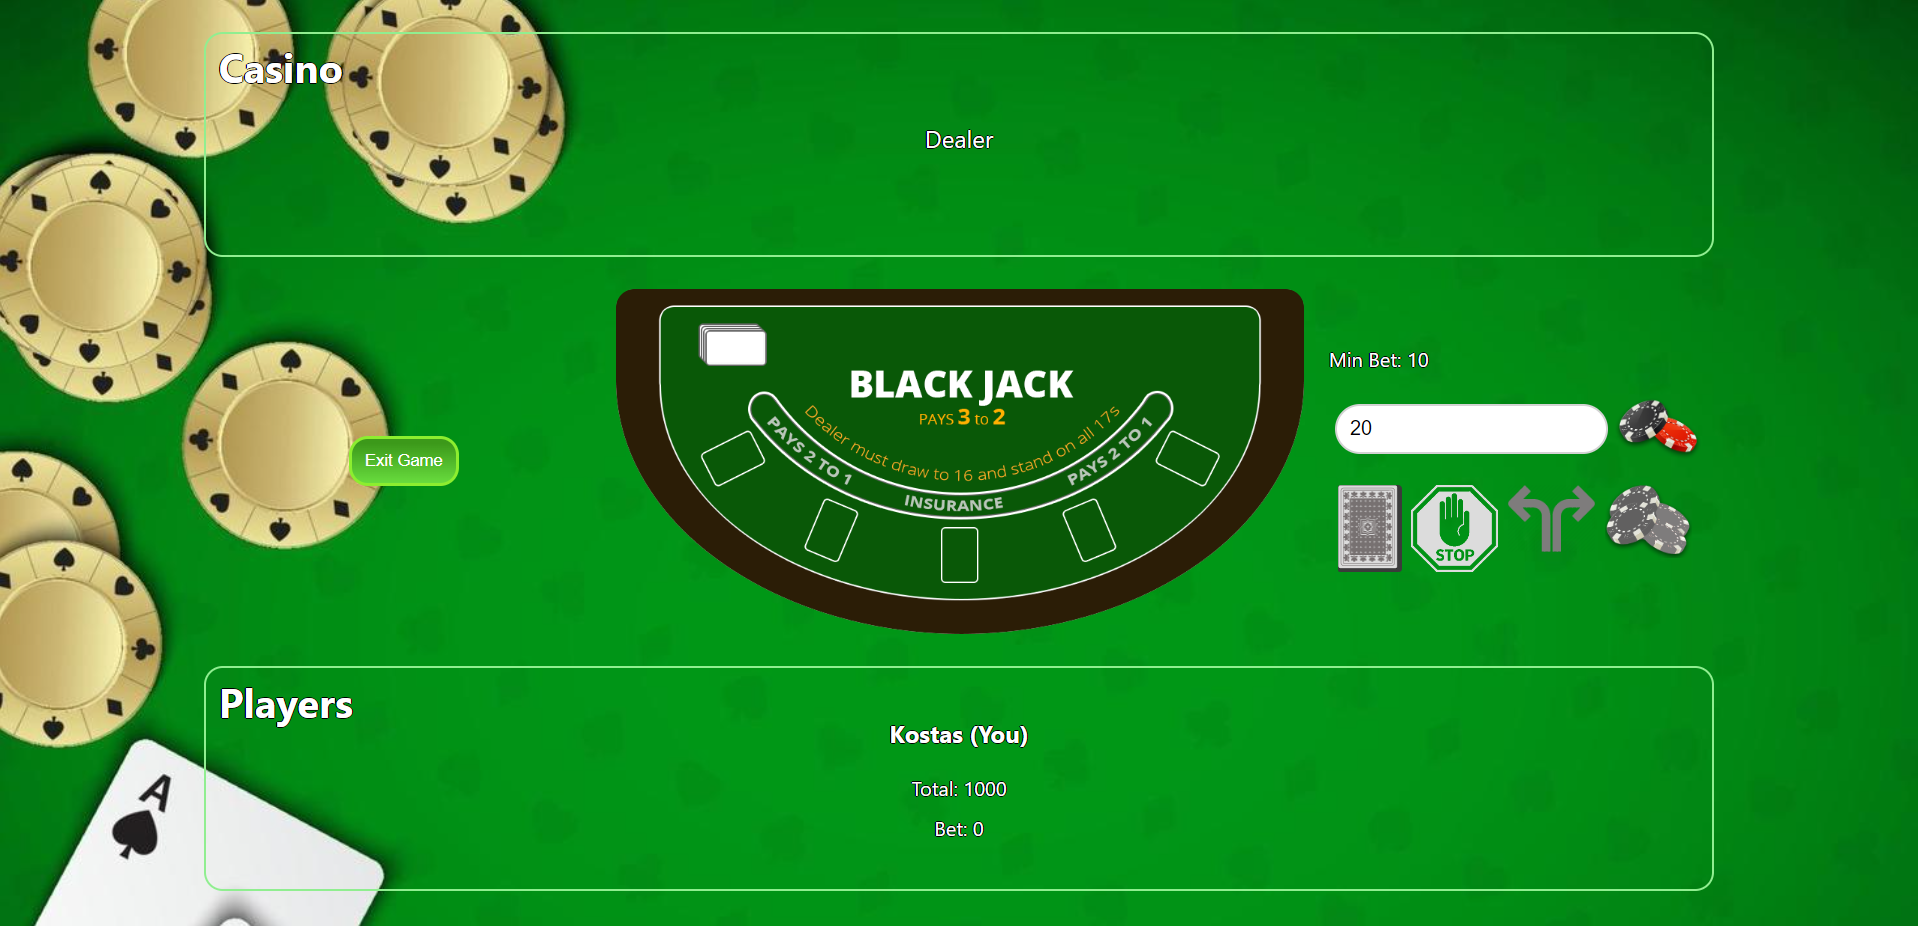 Casino
Dealer
BLACK JACK
PAYS 3 to 2
Dealer must draw to 16 and stand on all 17s
PAYS 2 TO 1
INSURANCE
PAYS 2 TO 1
Min Bet: 10
20
Exit Game
STOP
Players
Kostas (You)
Total: 1000
Bet: 0
A